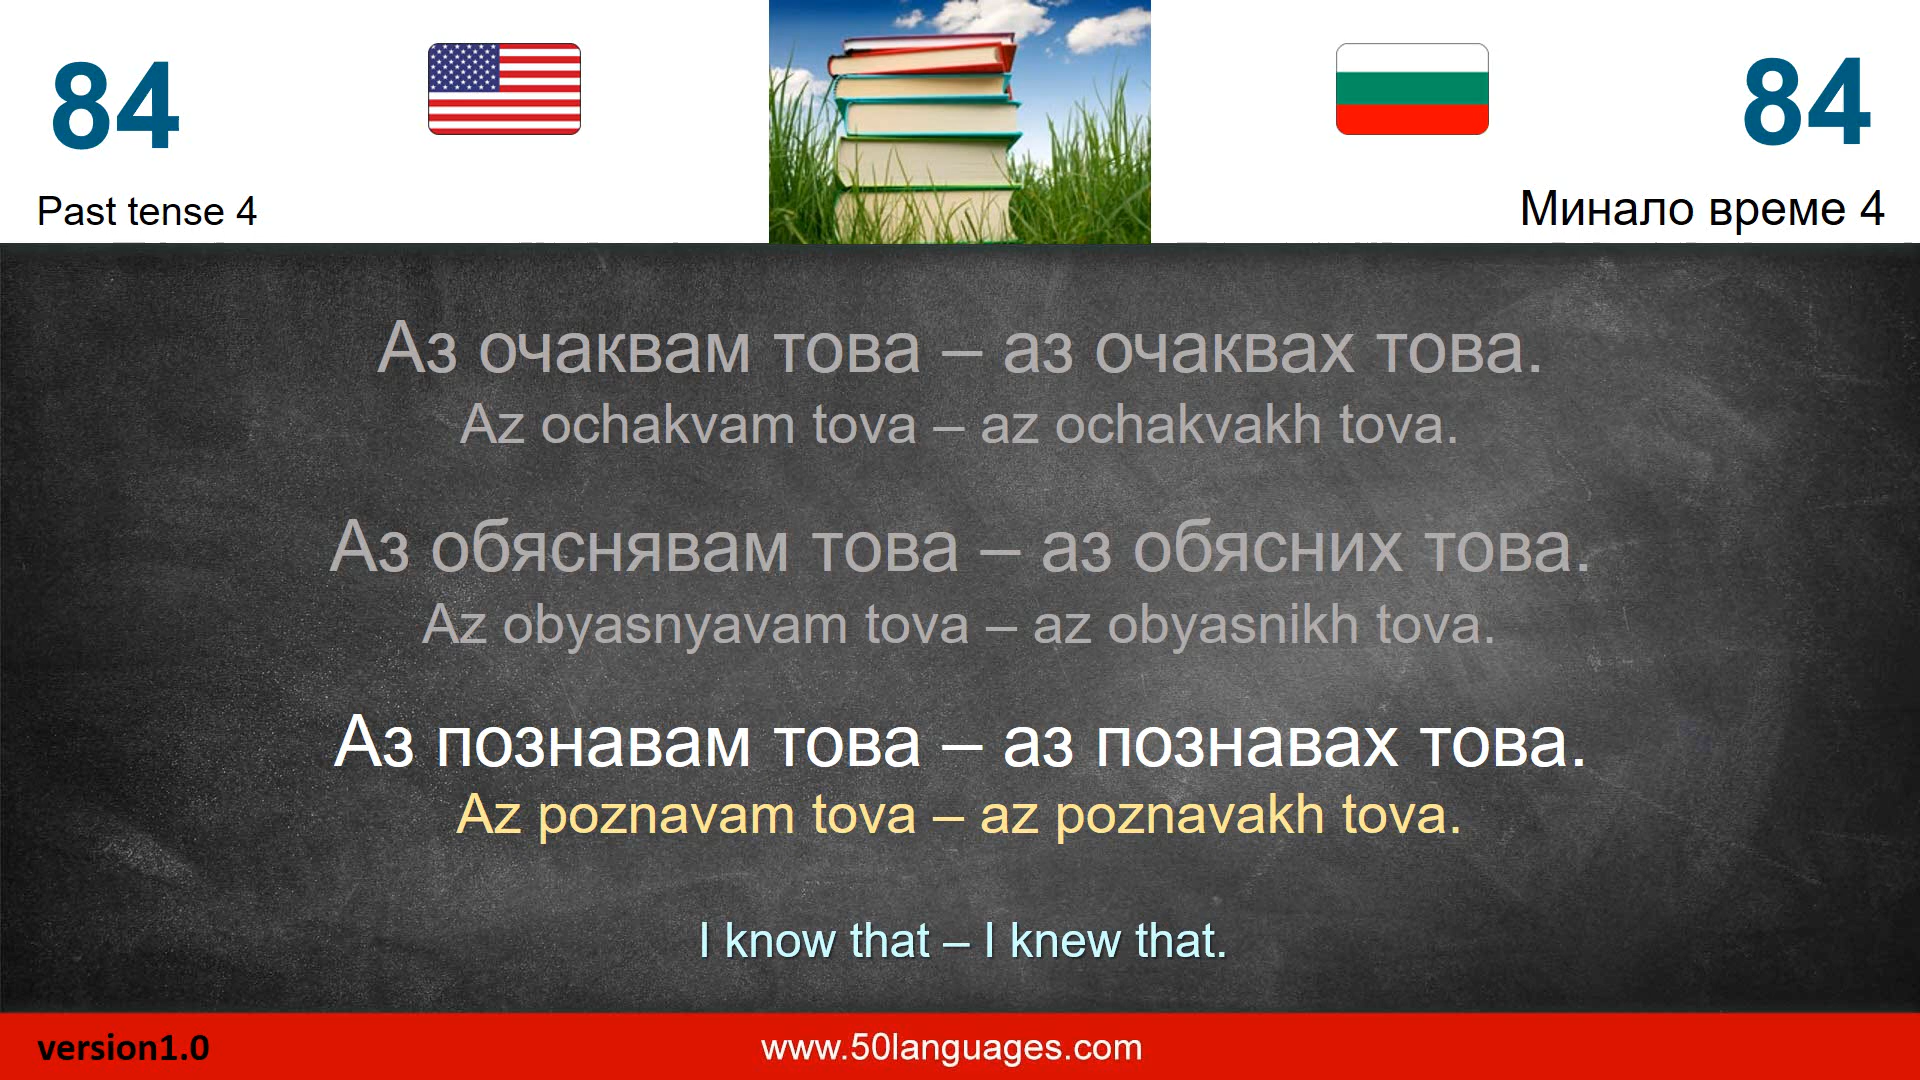 84
84
Past tense 4
Минало време 4
Аз очаквам това – аз очаквах това.
Az ochakvam tova – az ochakvakh tova.
Аз обяснявам това – аз обясних това.
Az obyasnyavam tova – az obyasnikh tova.
Аз познавам това – аз познавах това.
Az poznavam tova – az poznavakh tova.
I know that – I knew that.
version1.0
www.50languages.com